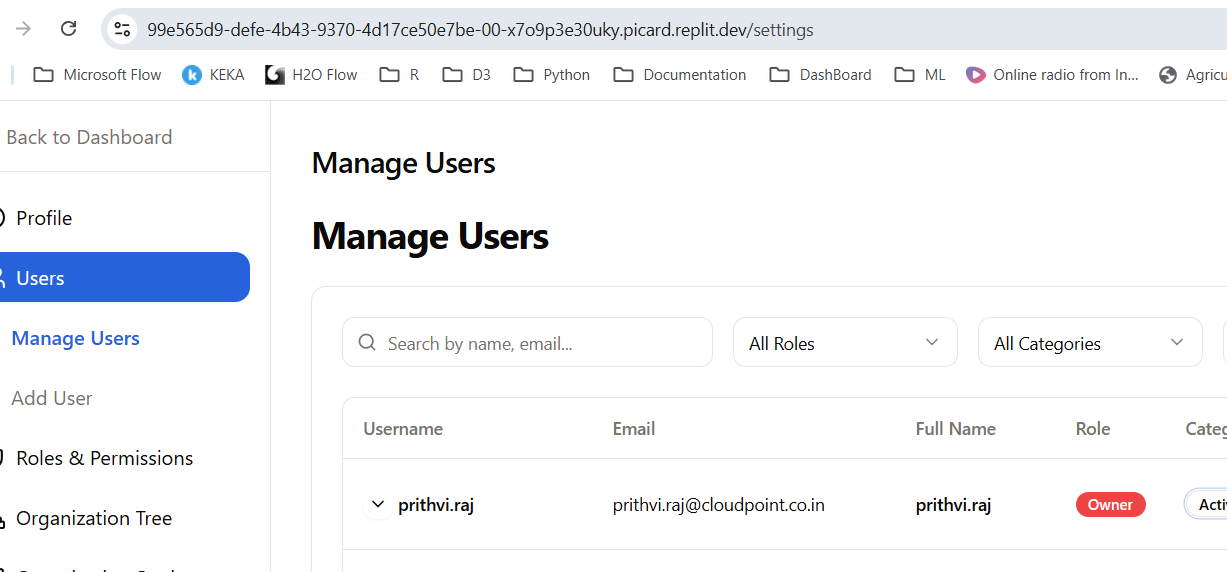 99e565d9-defe-4b43-9370-4d17ce50e7be-00-x7o9p3e30uky.picard.replit.dev/settings
Microsoft Flow KEKA H2O Flow R D3 Python Documentation DashBoard ML Online radio from In... Agricu
Back to Dashboard
Profile
Users
Manage Users
Add User
Roles & Permissions
Organization Tree
Manage Users
Manage Users
Search by name, email... All Roles All Categories
Username Email Full Name Role Categ
prithvi.raj prithvi.raj@cloudpoint.co.in prithvi.raj Owner Acti